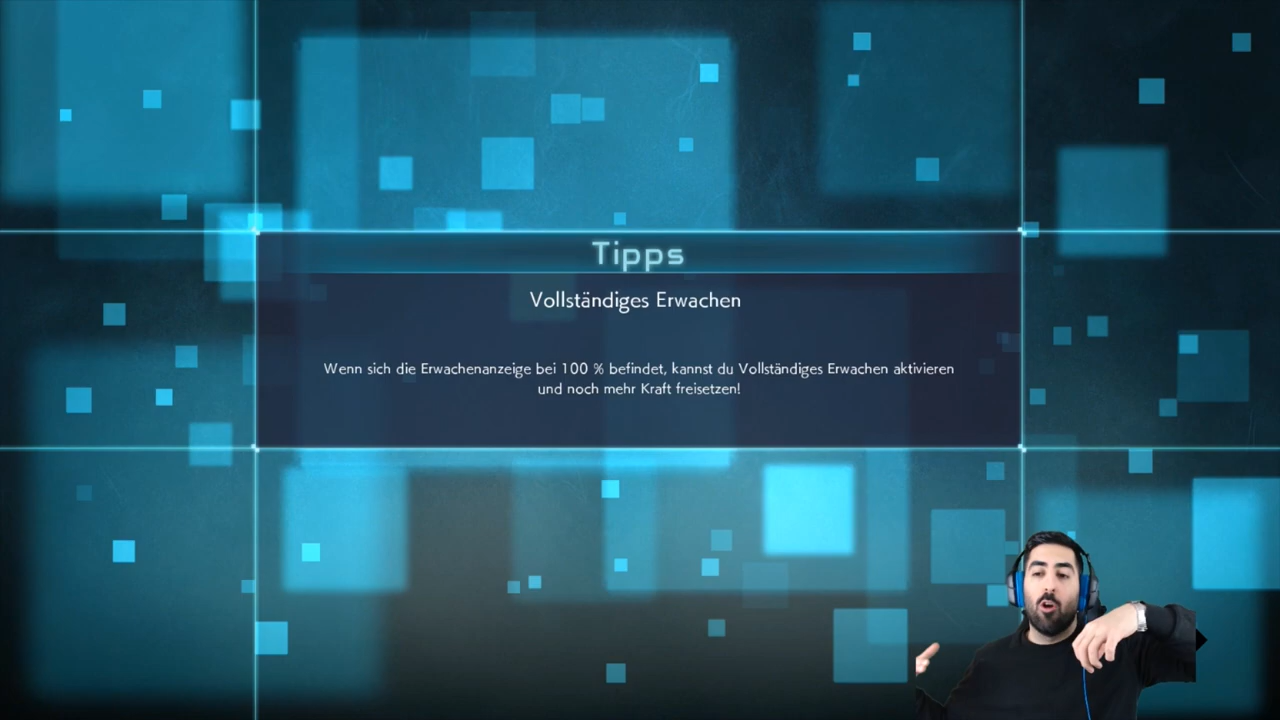 Tipps
Vollständiges Erwachen
Wenn sich die Erwachenanzeige bei 100 % befindet, kannst du Vollständiges Erwachen aktivieren
und noch mehr Kraft freisetzen!